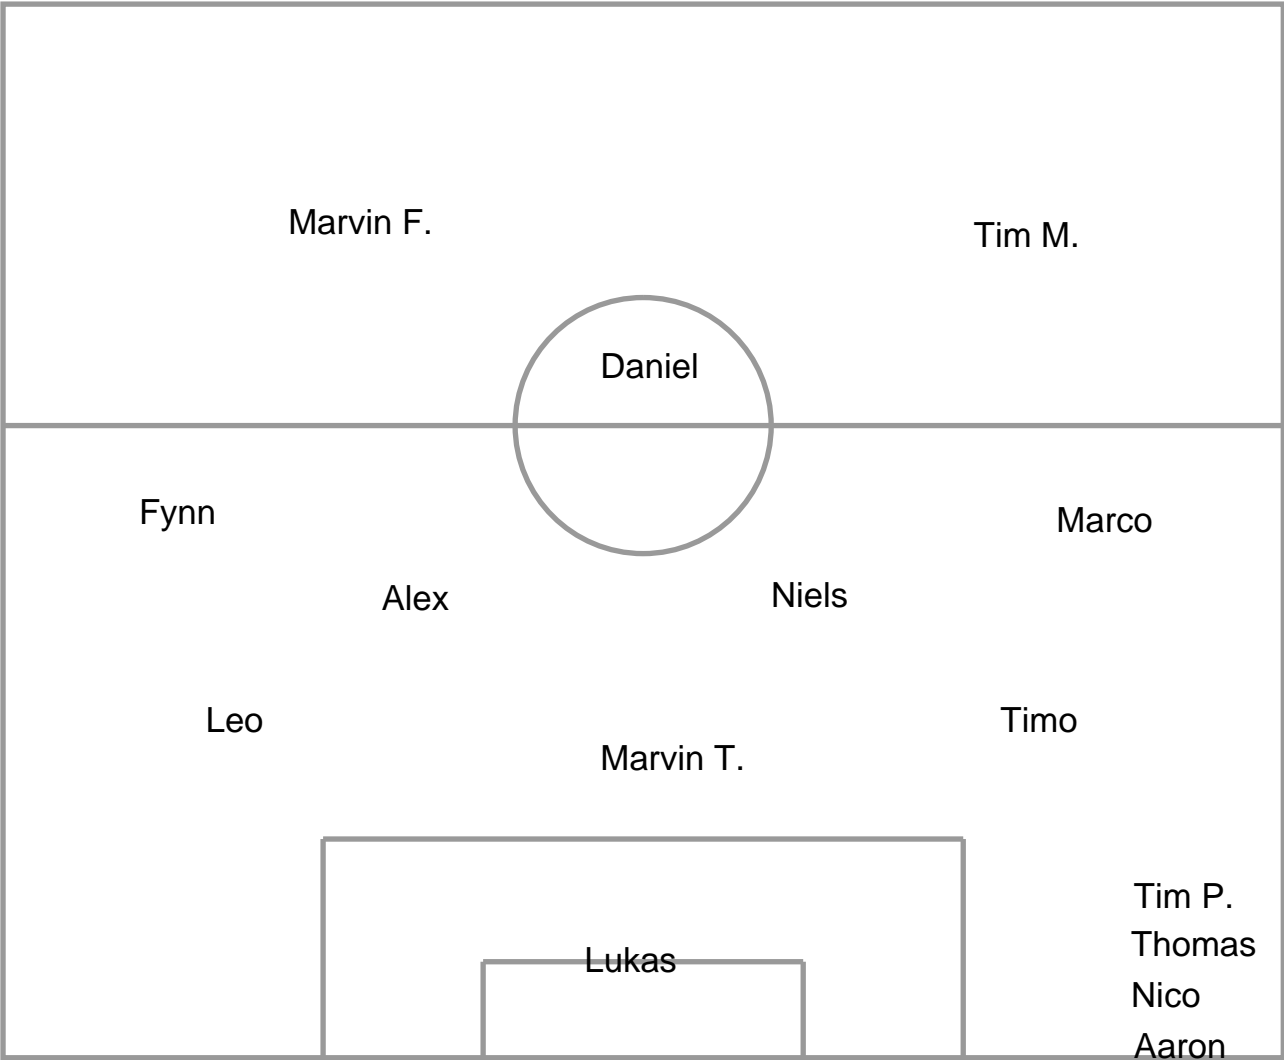 Marvin F.
Tim M.
Daniel
Fynn
Marco
Alex
Niels
Leo
Timo
Marvin T.
Tim P.
Thomas
Lukas
Nico
Aaron